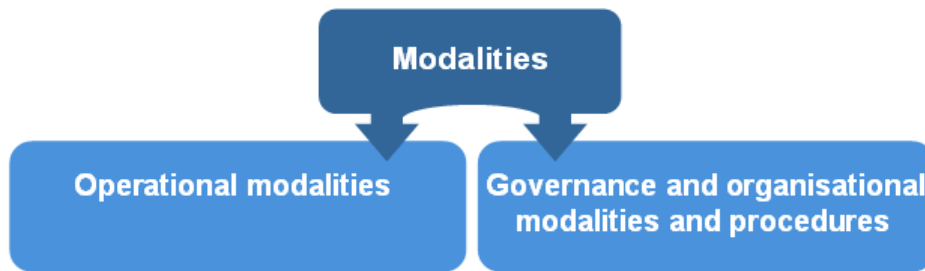 Modalities
Operational modalities
Governance and organisational
modalities and procedures